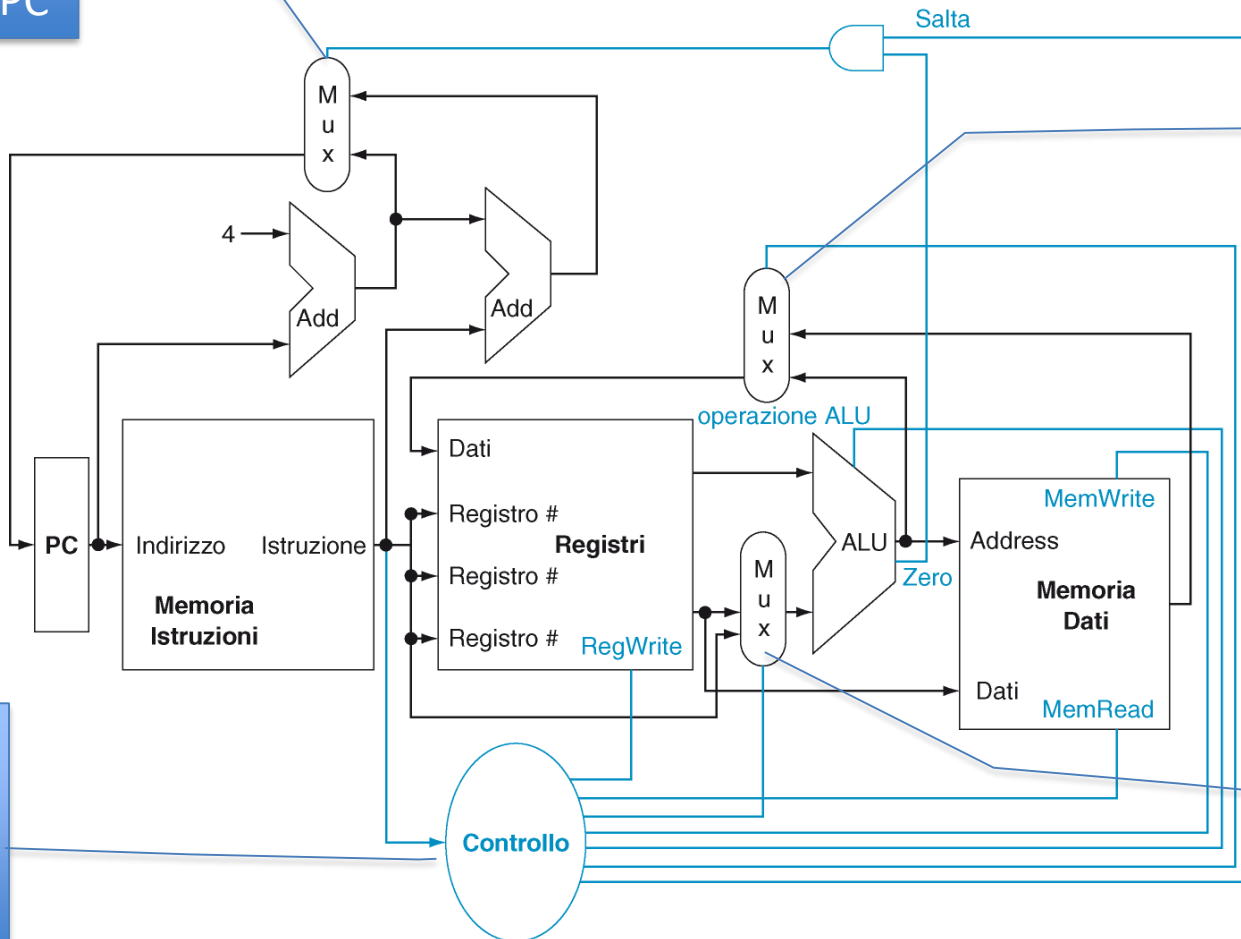 PC
Salta
M
u
x
4
Add
Add
M
u
x
operazione ALU
Dati
MemWrite
Registro #
PC
Indirizzo
Istruzione
Registri
ALU
Address
M
u
x
Registro #
Zero
Memoria
Istruzioni
Memoria
Dati
Registro #
RegWrite
Dati
MemRead
Controllo